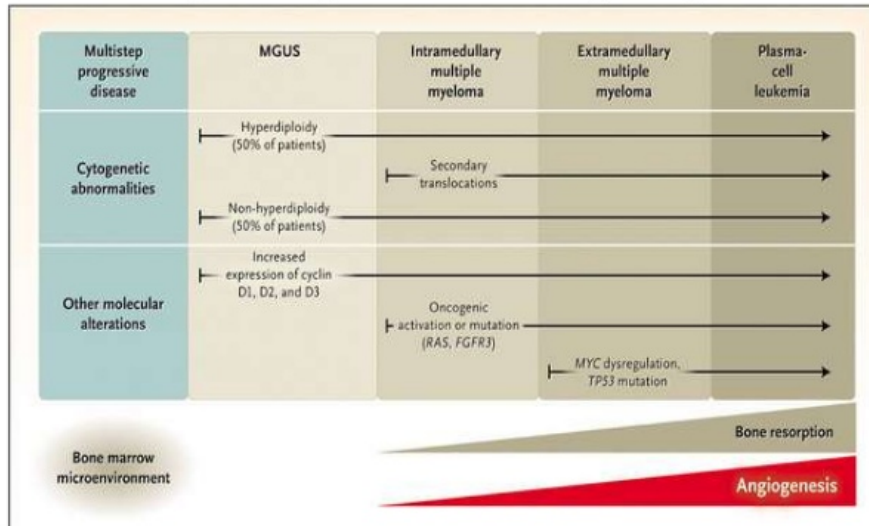 Multistep
progressive
disease
MGUS
Intramedullary
multiple
myeloma
Extramedullary
multiple
myeloma
Plasma-
cell
leukemia
Cytogenetic
abnormalities
Hyperdiploidy
(50% of patients)
Secondary
translocations
Non-hyperdiploidy
(50% of patients)
Other molecular
alterations
Increased
expression of cyclin
D1, D2, and D3
Oncogenic
activation or mutation
(RAS, FGFR3)
MYC dysregulation,
TP53 mutation
Bone marrow
microenvironment
Bone resorption
Angiogenesis